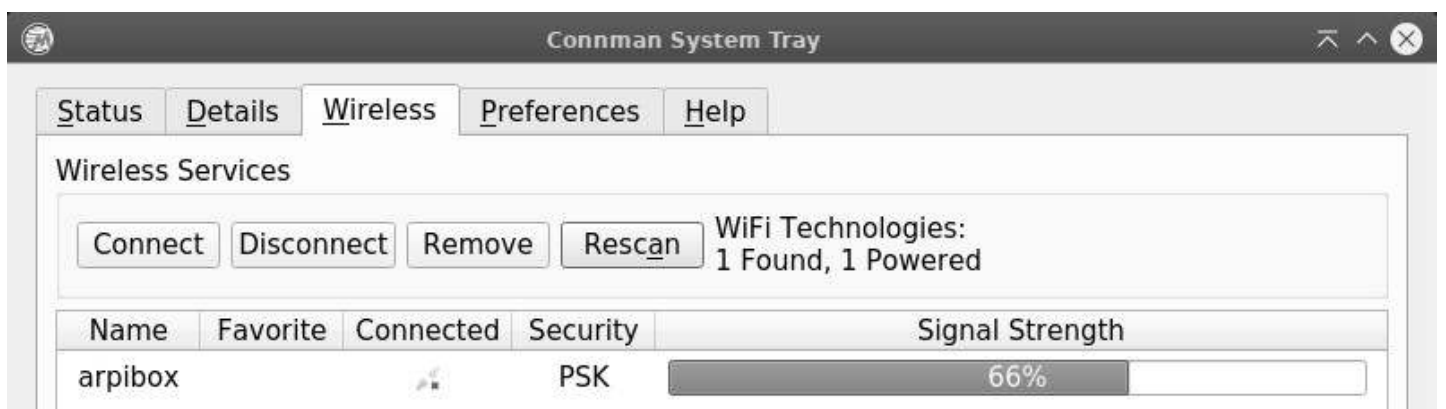 Connman System Tray
Status Details Wireless Preferences Help
Wireless Services
Connect Disconnect Remove Rescan WiFi Technologies:
1 Found, 1 Powered
Name Favorite Connected Security Signal Strength
arpibox PSK 66%